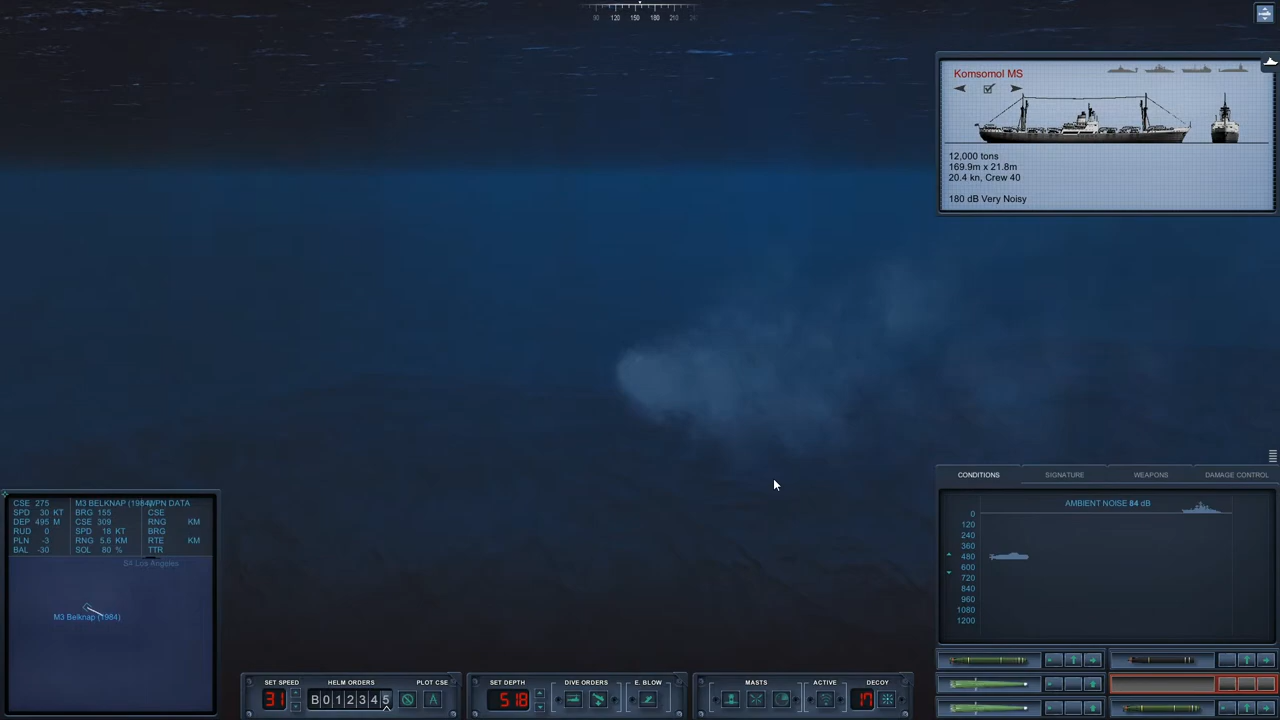 90 120 150 180 210 240
Komsomol MS
12,000 tons
169.9m x 21.8m
20.4 kn, Crew 40
180 dB Very Noisy
CONDITIONS SIGNATURE WEAPONS DAMAGE CONTROL
AMBIENT NOISE 84 dB
0
120
240
360
480
600
720
840
960
1080
1200
CSE 275 M3 BELKNAP (1984) WPN DATA
SPD 30 KT BRG 155 CSE
DEP 495 M CSE 309 RNG KM
RUD 0 SPD 18 KT BRG
PLN -3 RNG 5.6 KM RTE KM
BAL -30 SOL 80 % TTR
S# Los Angeles
M3 Belknap (1984)
SET SPEED HELM ORDERS PLOT CSE
31 B 0 1 2 3 4 5 A
SET DEPTH DIVE ORDERS E. BLOW
518
MASTS ACTIVE DECOY
17